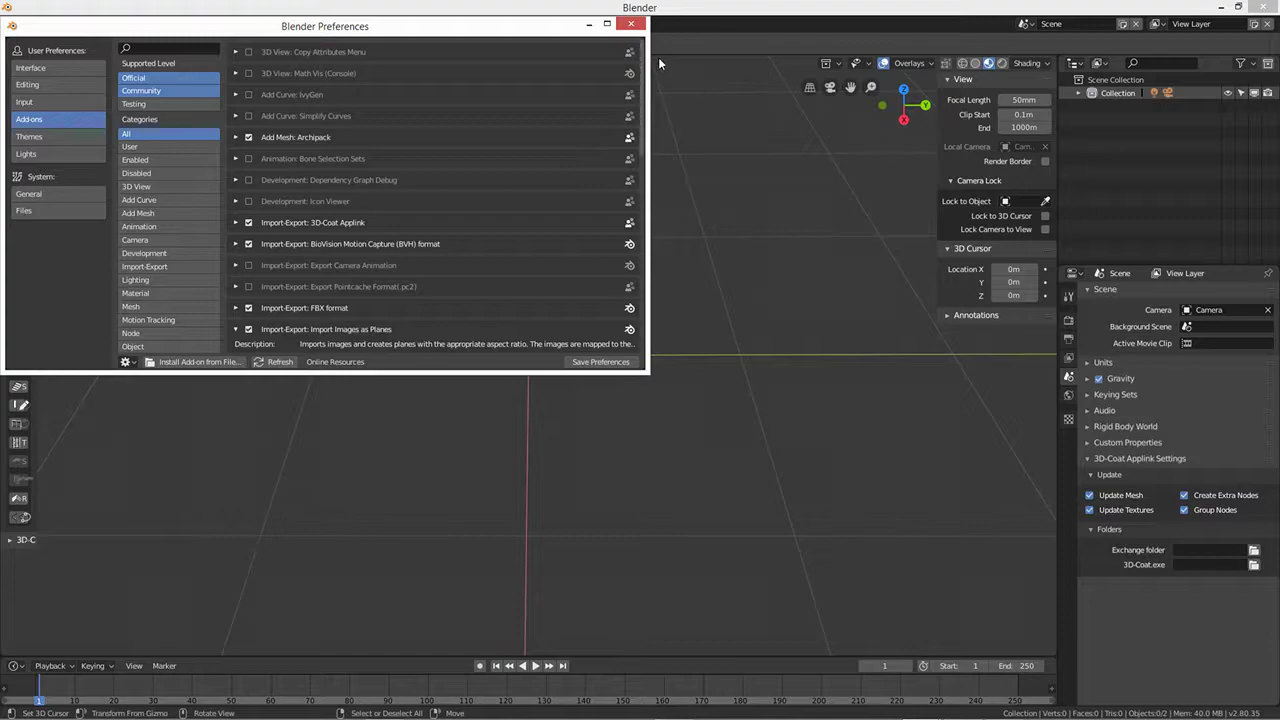 Blender
Blender Preferences
Scene
View Layer
User Preferences:
Interface
Editing
Input
Add-ons
Themes
Lights
System:
General
Files
Supported Level
Official
Community
Testing
Categories
All
User
Enabled
Disabled
3D View
Add Curve
Add Mesh
Animation
Camera
Development
Import-Export
Lighting
Material
Mesh
Motion Tracking
Node
Object
3D View: Copy Attributes Menu
3D View: Math Vis (Console)
Add Curve: IvyGen
Add Curve: Simplify Curves
Add Mesh: Archipack
Animation: Bone Selection Sets
Development: Dependency Graph Debug
Development: Icon Viewer
Import-Export: 3D-Coat Applink
Import-Export: BioVision Motion Capture (BVH) format
Import-Export: Export Camera Animation
Import-Export: Export Pointcache Format(.pc2)
Import-Export: FBX format
Import-Export: Import Images as Planes
Description: Imports images and creates planes with the appropriate aspect ratio. The images are mapped to the..
Install Add-on from File...
Refresh
Online Resources
Save Preferences
Overlays
Shading
Z
Y
X
View
Focal Length 50mm
Clip Start 0.1m
End 1000m
Local Camera Cam..
Render Border
Camera Lock
Lock to Object
Lock to 3D Cursor
Lock Camera to View
3D Cursor
Location X 0m
Y 0m
Z 0m
Annotations
Scene Collection
Collection
Scene
View Layer
Scene
Camera Camera
Background Scene
Active Movie Clip
Units
Gravity
Keying Sets
Audio
Rigid Body World
Custom Properties
3D-Coat Applink Settings
Update
Update Mesh Create Extra Nodes
Update Textures Group Nodes
Folders
Exchange folder
3D-Coat.exe
3D-C
Playback Keying View Marker
1 Start: 1 End: 250
1 10 20 30 40 50 60 70 80 90 100 110 120 130 140 150 160 170 180 190 200 210 220 230 240 250
Set 3D Cursor Transform From Gizmo Rotate View Select or Deselect All Move
Collection | Verts:0 | Faces:0 | Tris:0 | Objects:0/2 | Mem: 40.0 MB | v2.80.35